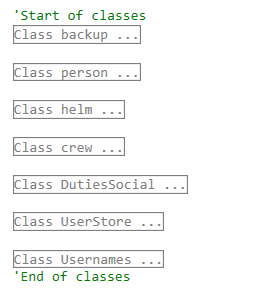 'Start of classes
Class backup ...
Class person ...
Class helm ...
Class crew ...
Class DutiesSocial ...
Class UserStore ...
Class Usernames ...
'End of classes